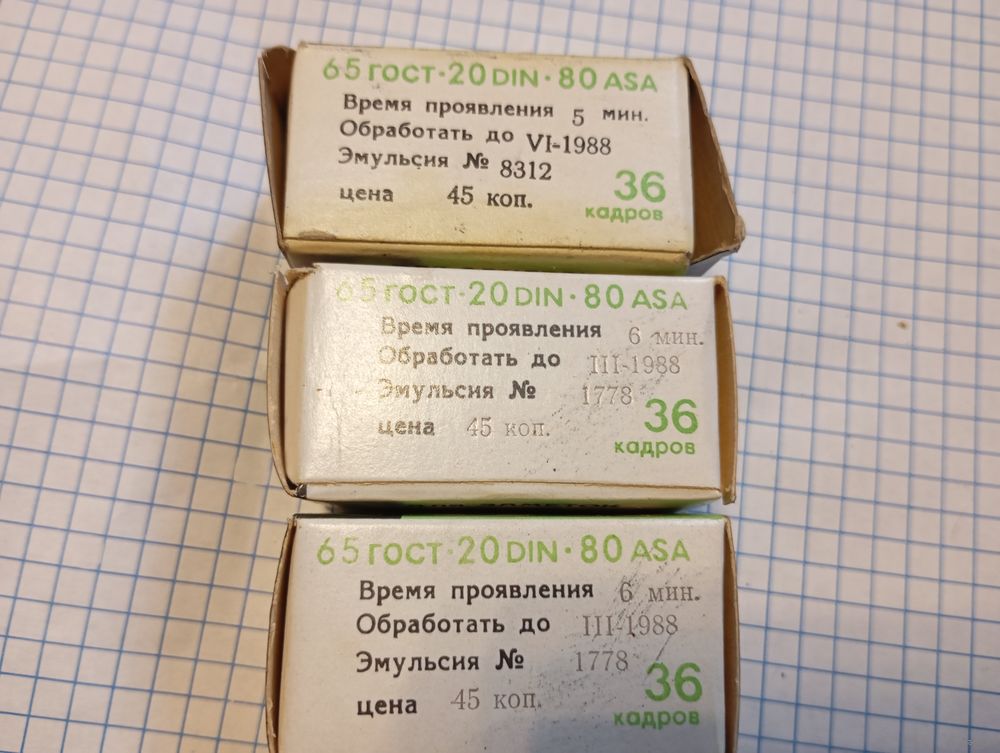 65 ГОСТ · 20 DIN · 80 ASA
Время проявления 5 мин.
Обработать до VI-1988
Эмульсия № 8312
цена 45 коп.
36
кадров
65 ГОСТ · 20 DIN · 80 ASA
Время проявления 6 мин.
Обработать до III-1988
Эмульсия № 1778
цена 45 коп.
36
кадров
65 ГОСТ · 20 DIN · 80 ASA
Время проявления 6 мин.
Обработать до III-1988
Эмульсия № 1778
цена 45 коп.
36
кадров